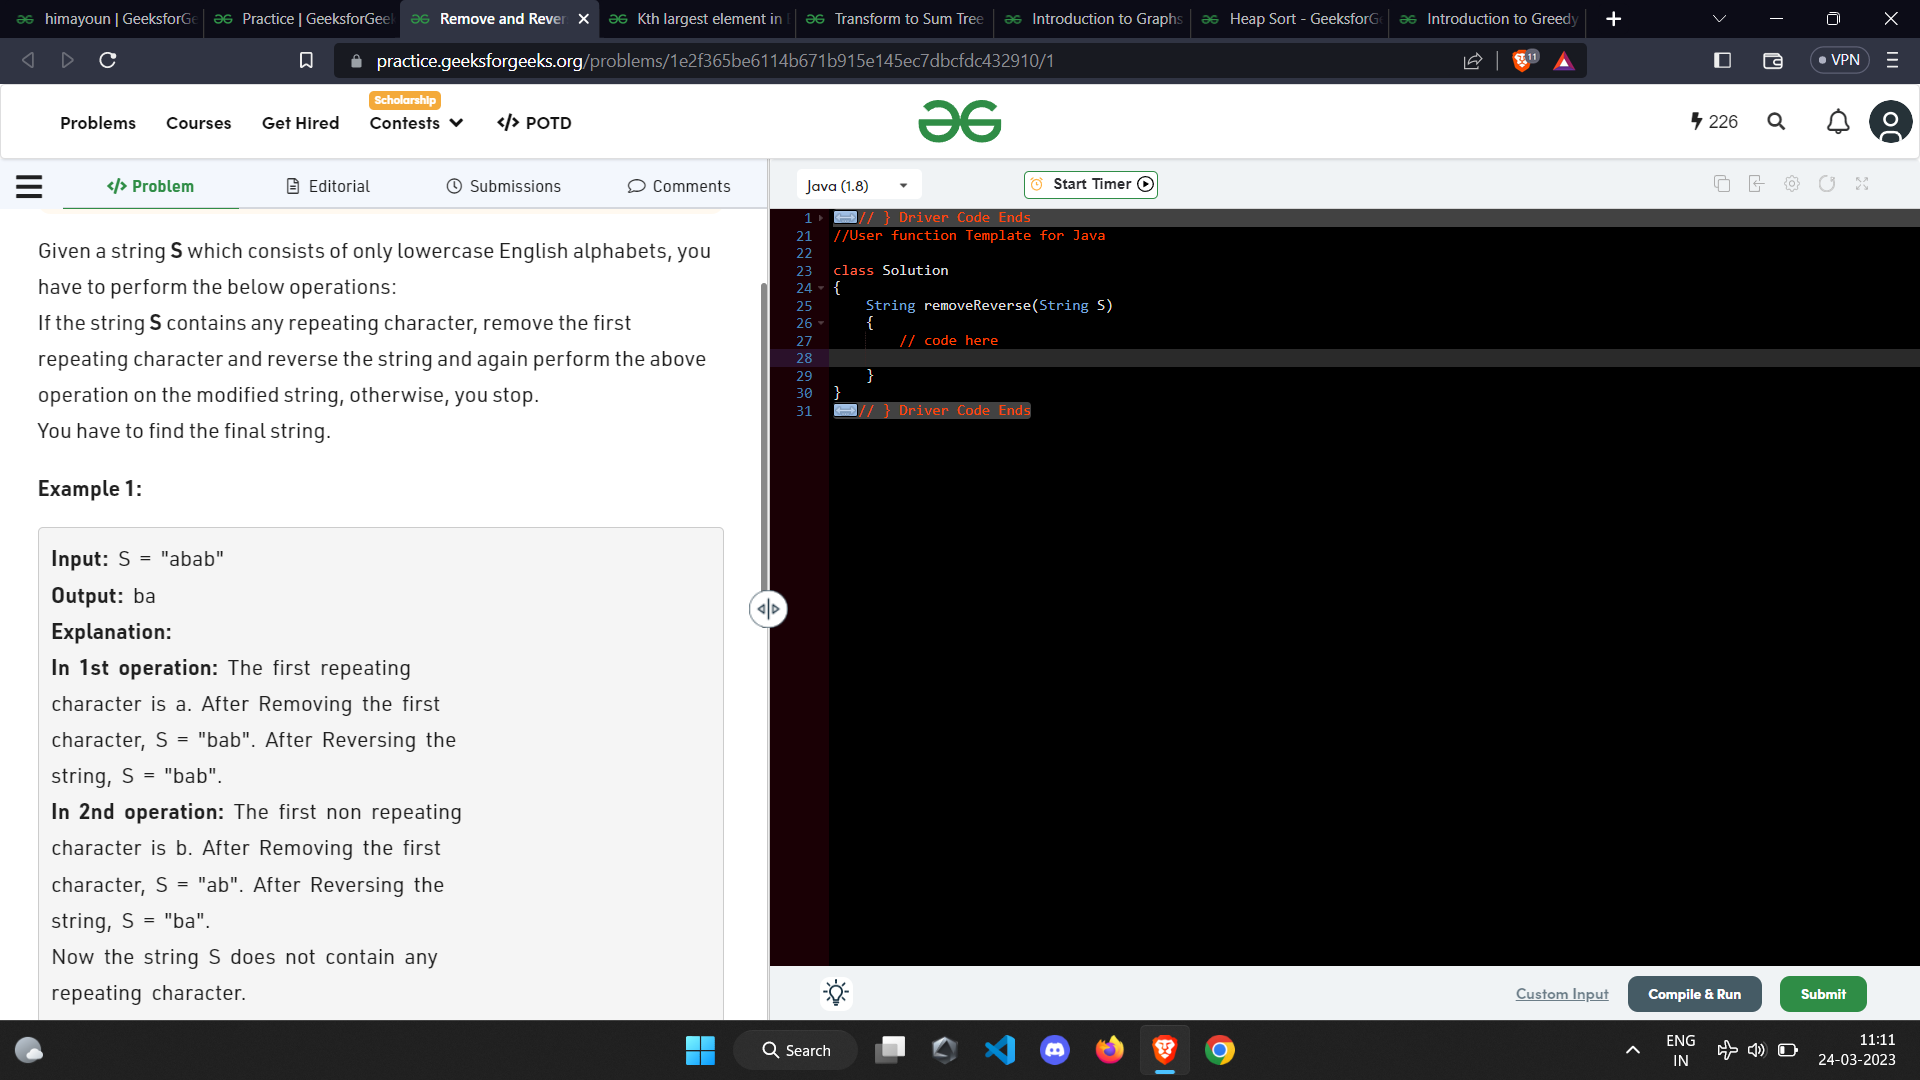 himayoun | GeeksforGe
Practice | GeeksforGeek
Remove and Rever
Kth largest element in
Transform to Sum Tree
Introduction to Graphs
Heap Sort - GeeksforGe
Introduction to Greedy
practice.geeksforgeeks.org/problems/1e2f365be6114b671b915e145ec7dbcfdc432910/1
11
VPN
Problems
Courses
Get Hired
Scholarship
Contests
</> POTD
226
</> Problem
Editorial
Submissions
Comments
Java (1.8)
Start Timer
Given a string S which consists of only lowercase English alphabets, you
have to perform the below operations:
If the string S contains any repeating character, remove the first
repeating character and reverse the string and again perform the above
operation on the modified string, otherwise, you stop.
You have to find the final string.
Example 1:
Input: S = "abab"
Output: ba
Explanation:
In 1st operation: The first repeating
character is a. After Removing the first
character, S = "bab". After Reversing the
string, S = "bab".
In 2nd operation: The first non repeating
character is b. After Removing the first
character, S = "ab". After Reversing the
string, S = "ba".
Now the string S does not contain any
repeating character.
1 // } Driver Code Ends
21 //User function Template for Java
22
23 class Solution
24 {
25 String removeReverse(String S)
26 {
27 // code here
28
29 }
30 }
31 // } Driver Code Ends
Custom Input
Compile & Run
Submit
Search
ENG
IN
11:11
24-03-2023